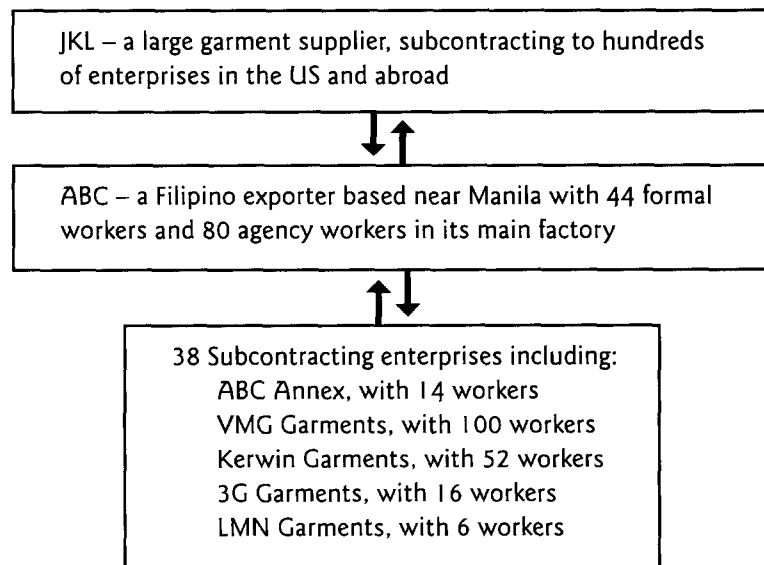 JKL – a large garment supplier, subcontracting to hundreds
of enterprises in the US and abroad
ABC – a Filipino exporter based near Manila with 44 formal
workers and 80 agency workers in its main factory
38 Subcontracting enterprises including:
ABC Annex, with 14 workers
VMG Garments, with 100 workers
Kerwin Garments, with 52 workers
3G Garments, with 16 workers
LMN Garments, with 6 workers